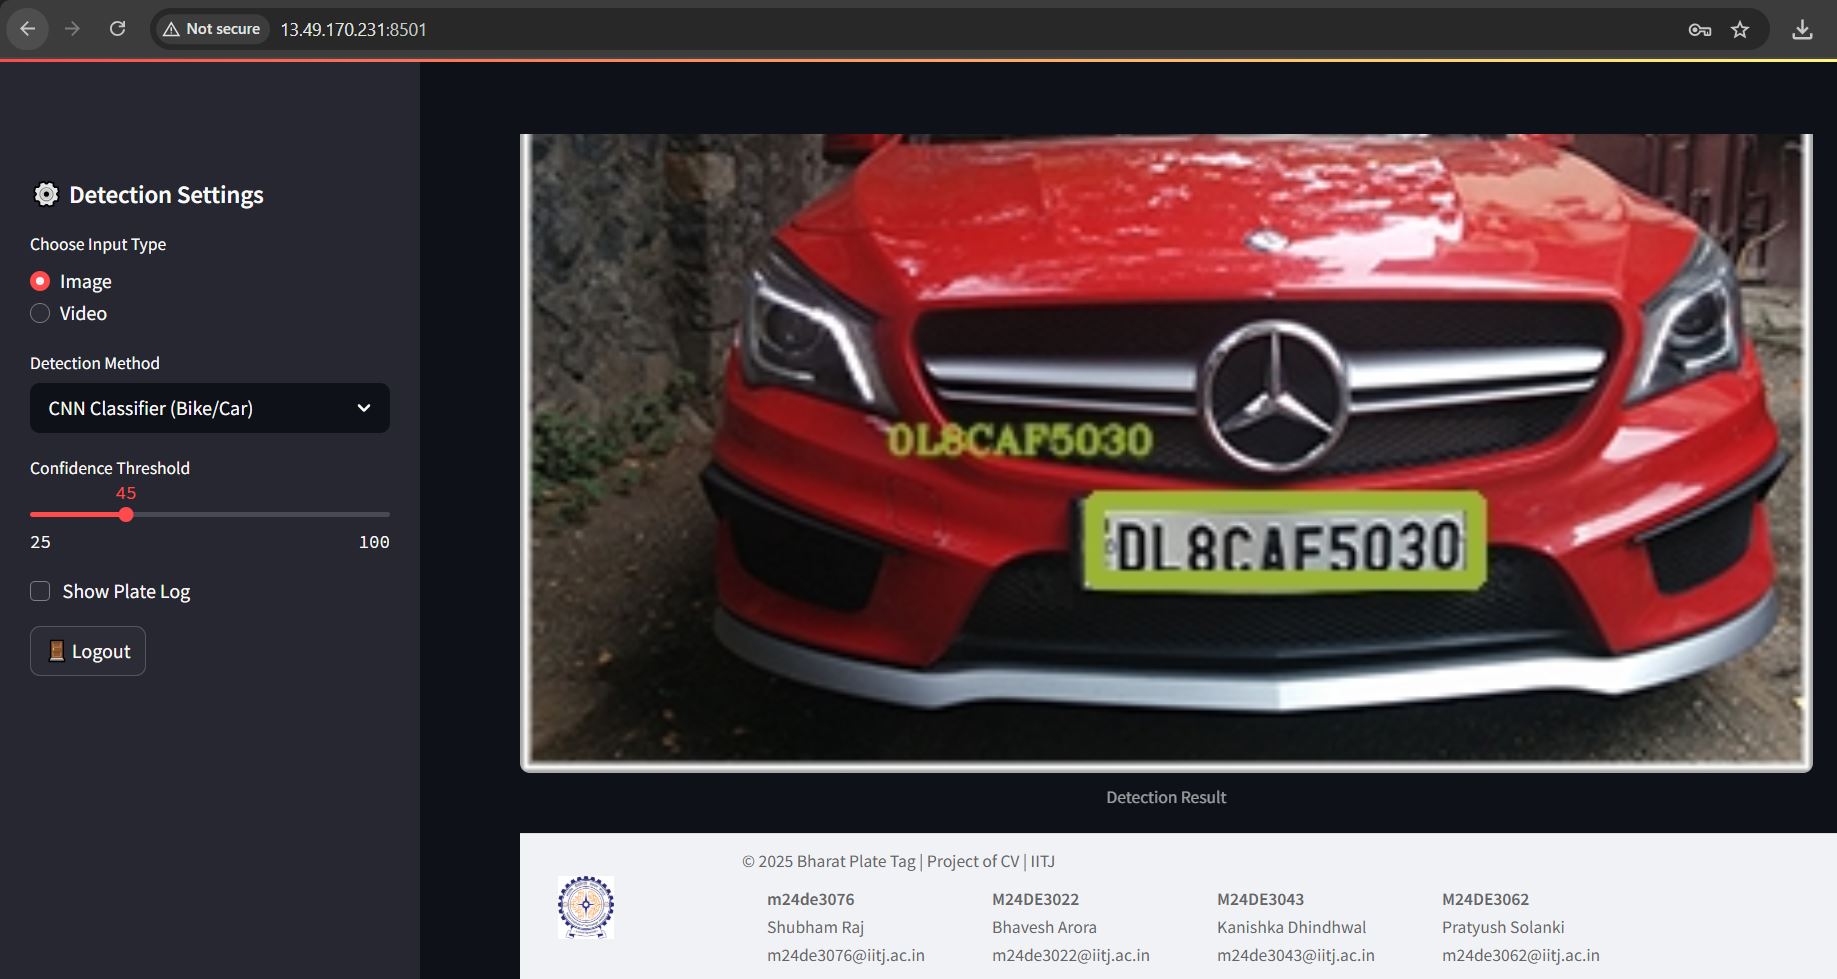 Not secure
13.49.170.231:8501
Detection Settings
Choose Input Type
Image
Video
Detection Method
CNN Classifier (Bike/Car)
Confidence Threshold
45
25
100
Show Plate Log
Logout
0L8CAF5030
DL8CAF5030
Detection Result
© 2025 Bharat Plate Tag | Project of CV | IITJ
m24de3076
Shubham Raj
m24de3076@iitj.ac.in
M24DE3022
Bhavesh Arora
m24de3022@iitj.ac.in
M24DE3043
Kanishka Dhindhwal
m24de3043@iitj.ac.in
M24DE3062
Pratyush Solanki
m24de3062@iitj.ac.in